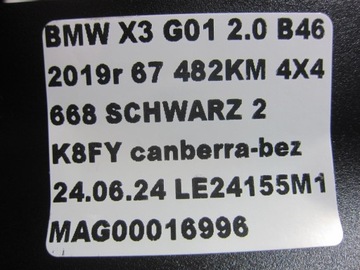 BMW X3 G01 2.0 B46
2019r 67 482KM 4X4
668 SCHWARZ 2
K8FY canberra-bez
24.06.24 LE24155M1
MAG00016996